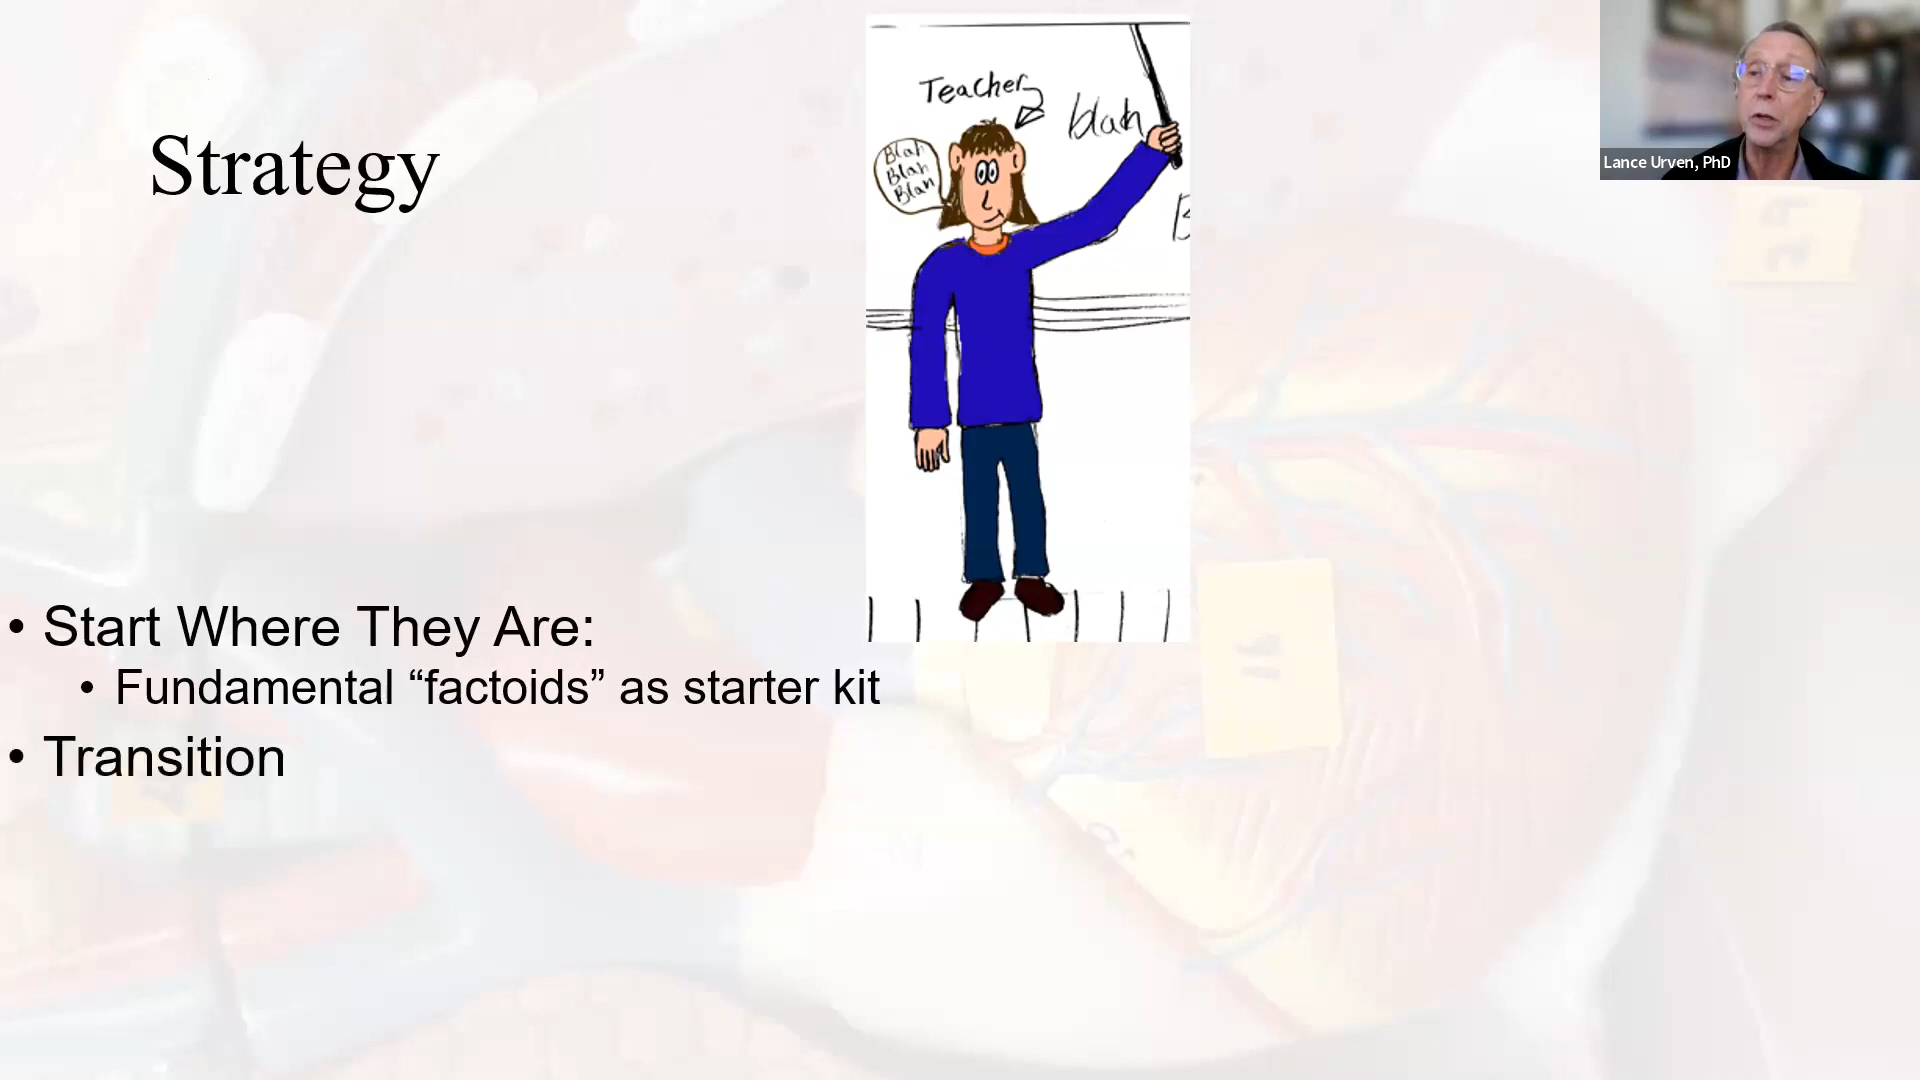 Strategy
Teacher
blah
Blah
Blah
Blah
B
Lance Urven, PhD
• Start Where They Are:
• Fundamental “factoids” as starter kit
• Transition
16